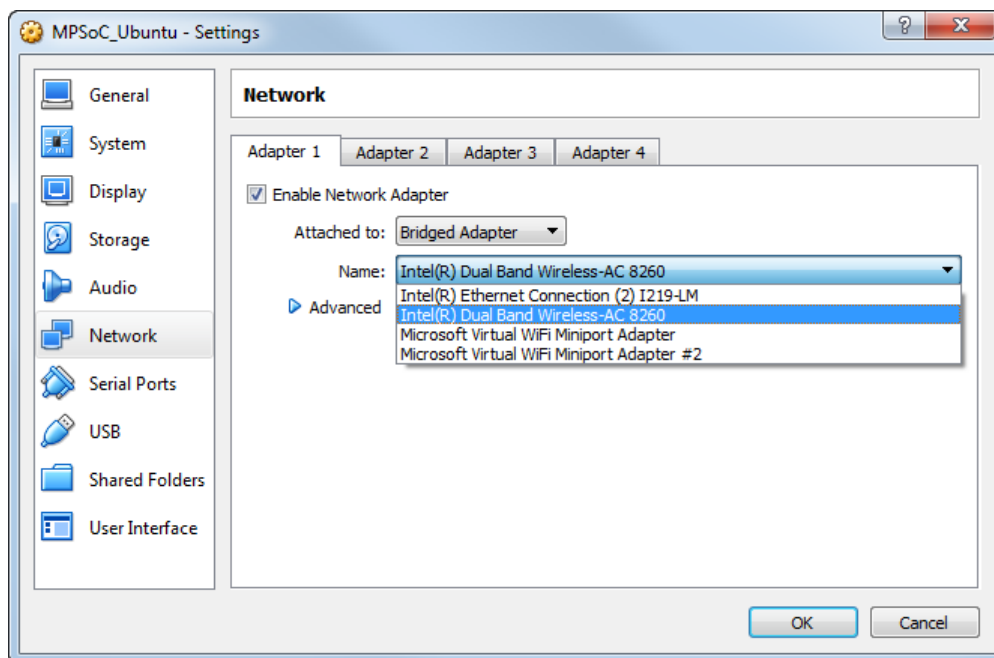 MPSoC_Ubuntu - Settings
General
System
Display
Storage
Audio
Network
Serial Ports
USB
Shared Folders
User Interface
Network
Adapter 1 Adapter 2 Adapter 3 Adapter 4
Enable Network Adapter
Attached to: Bridged Adapter
Name: Intel(R) Dual Band Wireless-AC 8260
Advanced
Intel(R) Ethernet Connection (2) I219-LM
Intel(R) Dual Band Wireless-AC 8260
Microsoft Virtual WiFi Miniport Adapter
Microsoft Virtual WiFi Miniport Adapter #2
OK Cancel